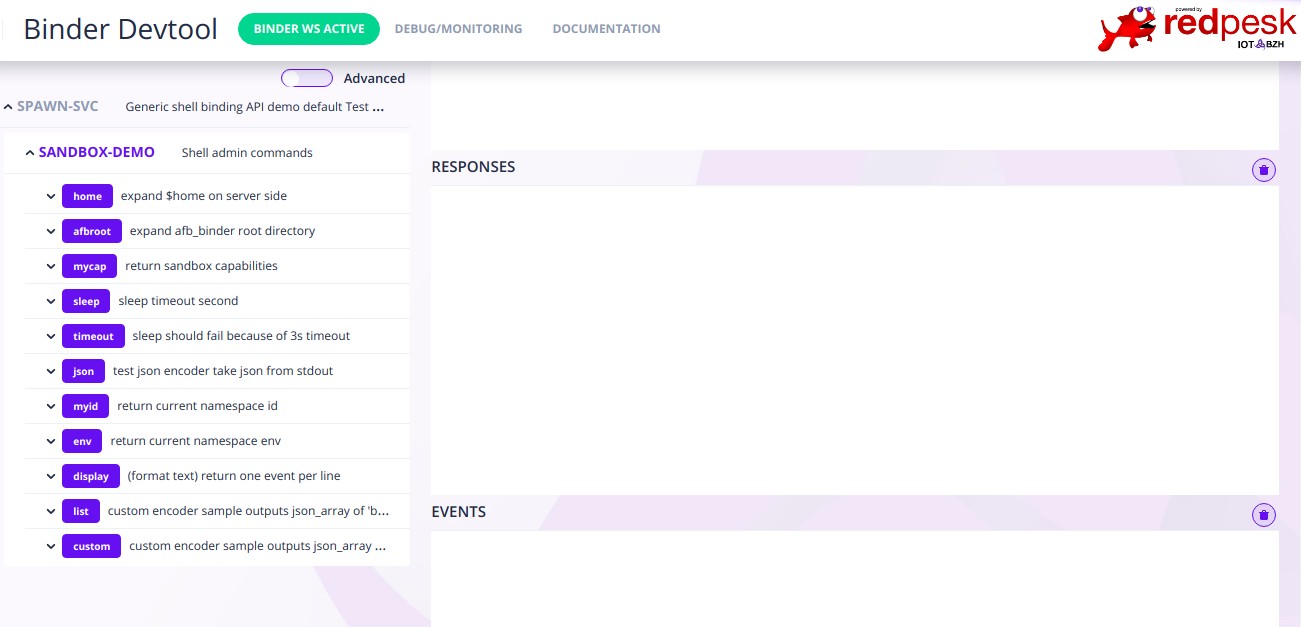 Binder Devtool
BINDER WS ACTIVE
DEBUG/MONITORING
DOCUMENTATION
powered by
redpesk
IOT BZH
Advanced
SPAWN-SVC Generic shell binding API demo default Test ...
SANDBOX-DEMO Shell admin commands
home expand $home on server side
afbroot expand afb_binder root directory
mycap return sandbox capabilities
sleep sleep timeout second
timeout sleep should fail because of 3s timeout
json test json encoder take json from stdout
myid return current namespace id
env return current namespace env
display (format text) return one event per line
list custom encoder sample outputs json_array of 'b...
custom custom encoder sample outputs json_array ...
RESPONSES
EVENTS